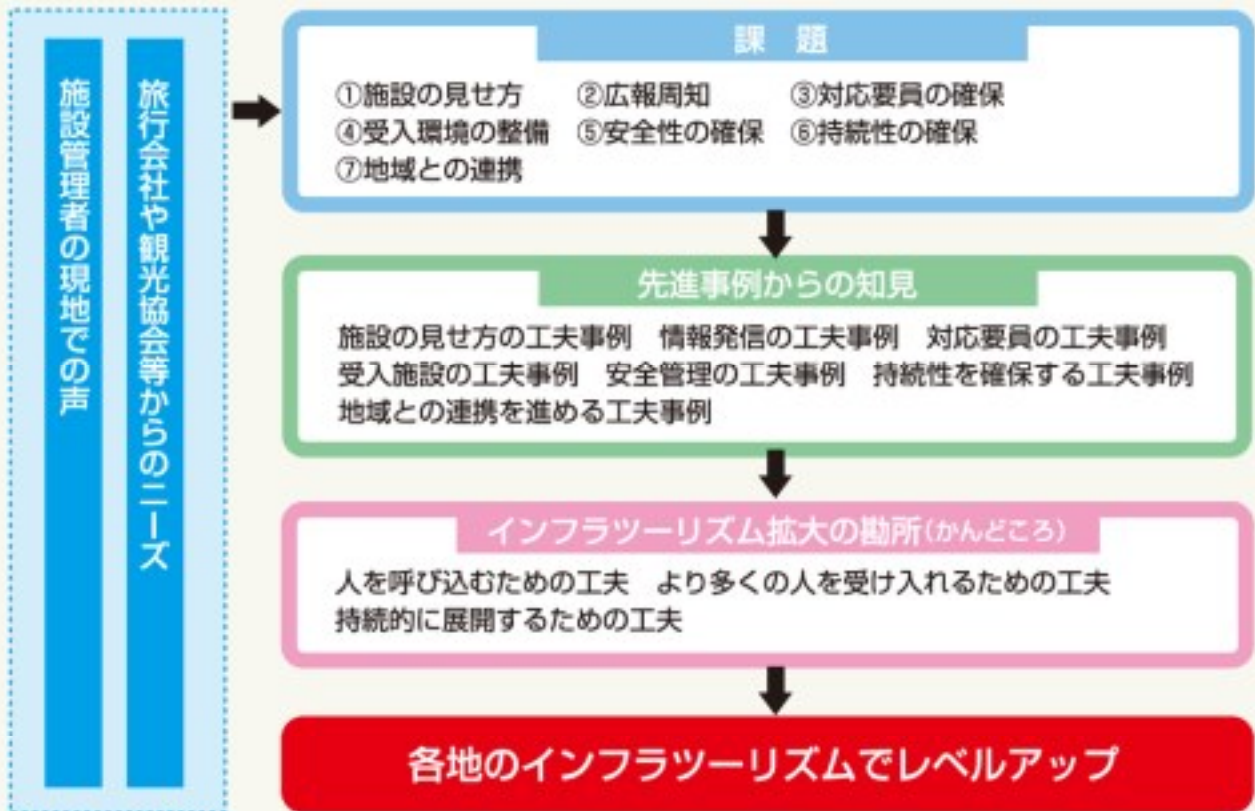 施設管理者の現地での声
旅行会社や観光協会等からのニーズ
課 題
①施設の見せ方 ②広報周知 ③対応要員の確保
④受入環境の整備 ⑤安全性の確保 ⑥持続性の確保
⑦地域との連携
先進事例からの知見
施設の見せ方の工夫事例 情報発信の工夫事例 対応要員の工夫事例
受入施設の工夫事例 安全管理の工夫事例 持続性を確保する工夫事例
地域との連携を進める工夫事例
インフラツーリズム拡大の勘所(かんどころ)
人を呼び込むための工夫 より多くの人を受け入れるための工夫
持続的に展開するための工夫
各地のインフラツーリズムでレベルアップ